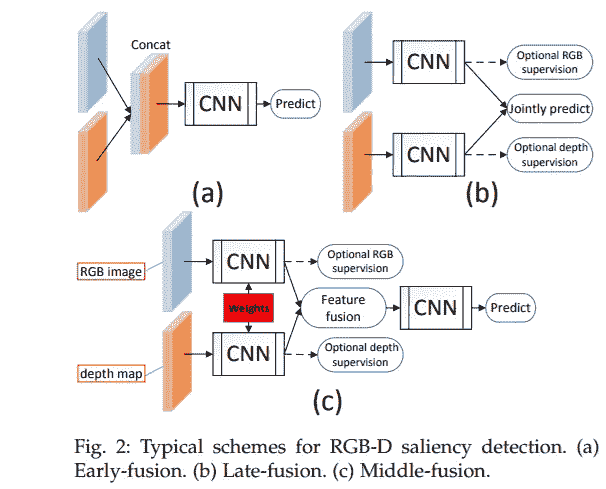 Concat
CNN
Predict
(a)
CNN
Optional RGB
supervision
Jointly predict
CNN
Optional depth
supervision
(b)
RGB image
CNN
Optional RGB
supervision
Weights
Feature
fusion
CNN
Predict
depth map
CNN
Optional depth
supervision
(c)
Fig. 2: Typical schemes for RGB-D saliency detection. (a)
Early-fusion. (b) Late-fusion. (c) Middle-fusion.